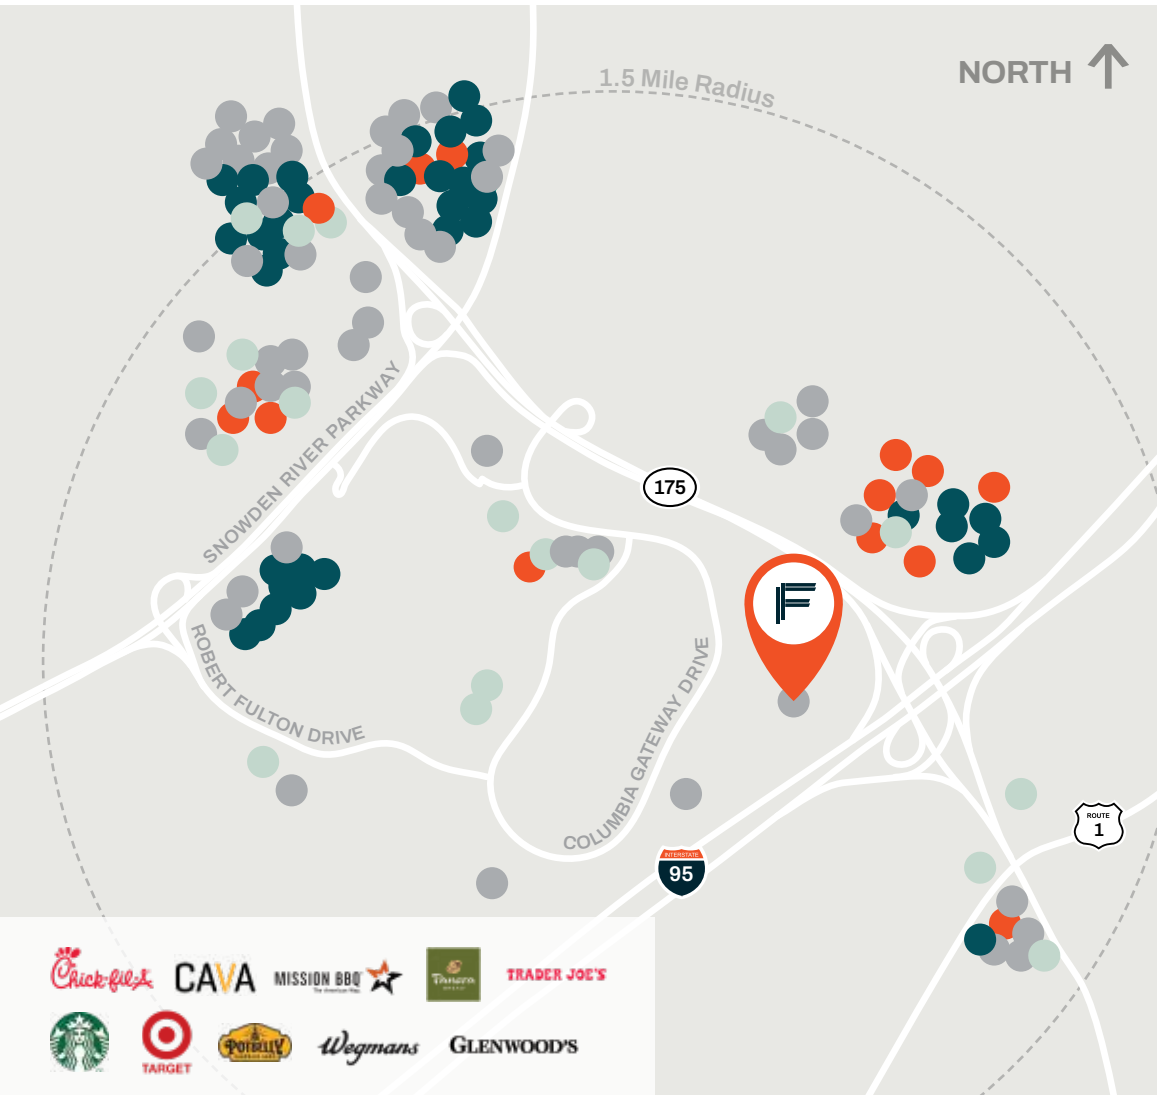 1.5 Mile Radius
NORTH
SNOWDEN RIVER PARKWAY
175
F
ROBERT FULTON DRIVE
COLUMBIA GATEWAY DRIVE
ROUTE
1
INTERSTATE
95
Chick-fil-A
CAVA
MISSION BBQ
The American Way.
Panera
BREAD
TRADER JOE'S
TARGET
POTBELLY
Wegmans
GLENWOOD'S